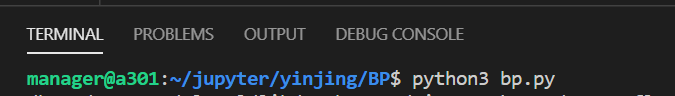 TERMINAL PROBLEMS OUTPUT DEBUG CONSOLE
manager@a301:~/jupyter/yinjing/BP$ python3 bp.py